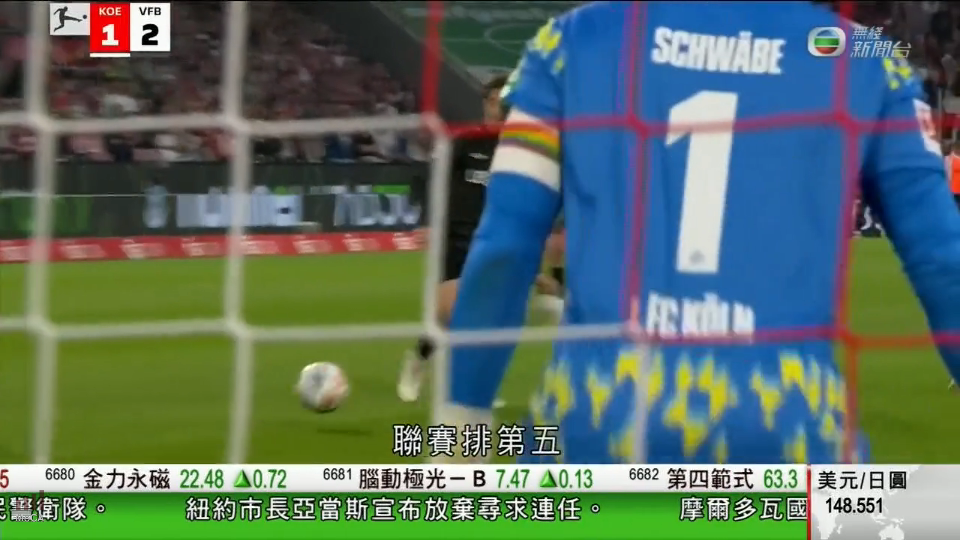 KOE VFB
1 2
SCHWÄBE
1
FC KÖLN
無綫
新聞台
聯賽排第五
5 6680 金力永磁 22.48 ▲0.72 6681 腦動極光-B 7.47 ▲0.13 6682 第四範式 63.3
美元/日圓
148.551
衛隊。 紐約市長亞當斯宣布放棄尋求連任。 摩爾多瓦國